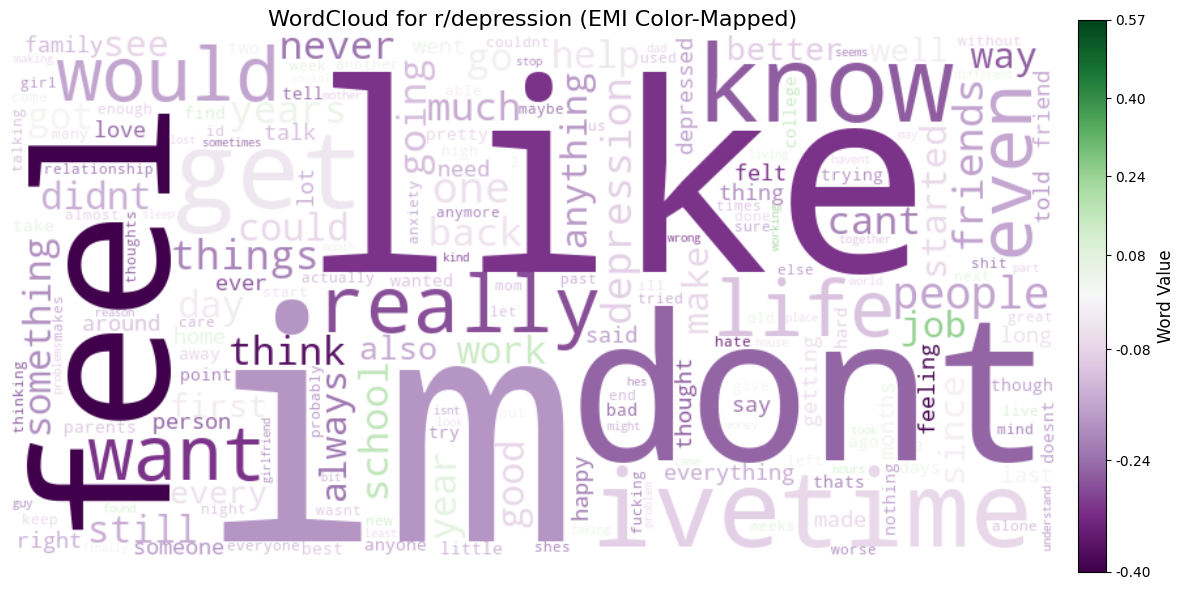 WordCloud for r/depression (EMI Color-Mapped)
family see
making
two
never
couldnt
went
go
stop
help
dad
used
better
seems
well
without
way
girl
would
week another
tell
mother
able
maybe
know
different
talking
come
enough
find
years
much
depressed
college
friend
got
many
love
id
talk
pretty
us
may
lost
sometimes
going
anything
depression
like
even
relationship
get
lot
high
2
need
felt
living
havent
trying
started
friends
told
feel
didnt
one
thing
take
almost
sleep
could
anxiety
anymore
back
times
done
sure
working
cant
something
thoughts
things
month
kind
wrong
together
shit
next
part
ever
actually
wanted
mom
past
ill
else
world
day
start
really
let
tried
make
old
place
life
hard
people
great
reason
around
care
home
said
job
long
makes
problems
think
also
work
hate
house
away
thinking
point
always
school
probably
hes
end
bad
isnt
might
look
try
thought
give
say
getting
took
ago
months
feeling
since
though
live
mind
doesnt
first
person
parents
im
dont
want
good
year
money
girlfriend
bit
happy
everything
left
hours
days
last
guy
every
night
wasnt
new
least
fucking
problem
ive
time
thats
weeks
made
nothing
alone
understand
keep
found
still
right
finally
someone
everyone
best
anyone
little
shes
taking
worse
0.57
0.40
0.24
0.08
-0.08
-0.24
-0.40
Word Value